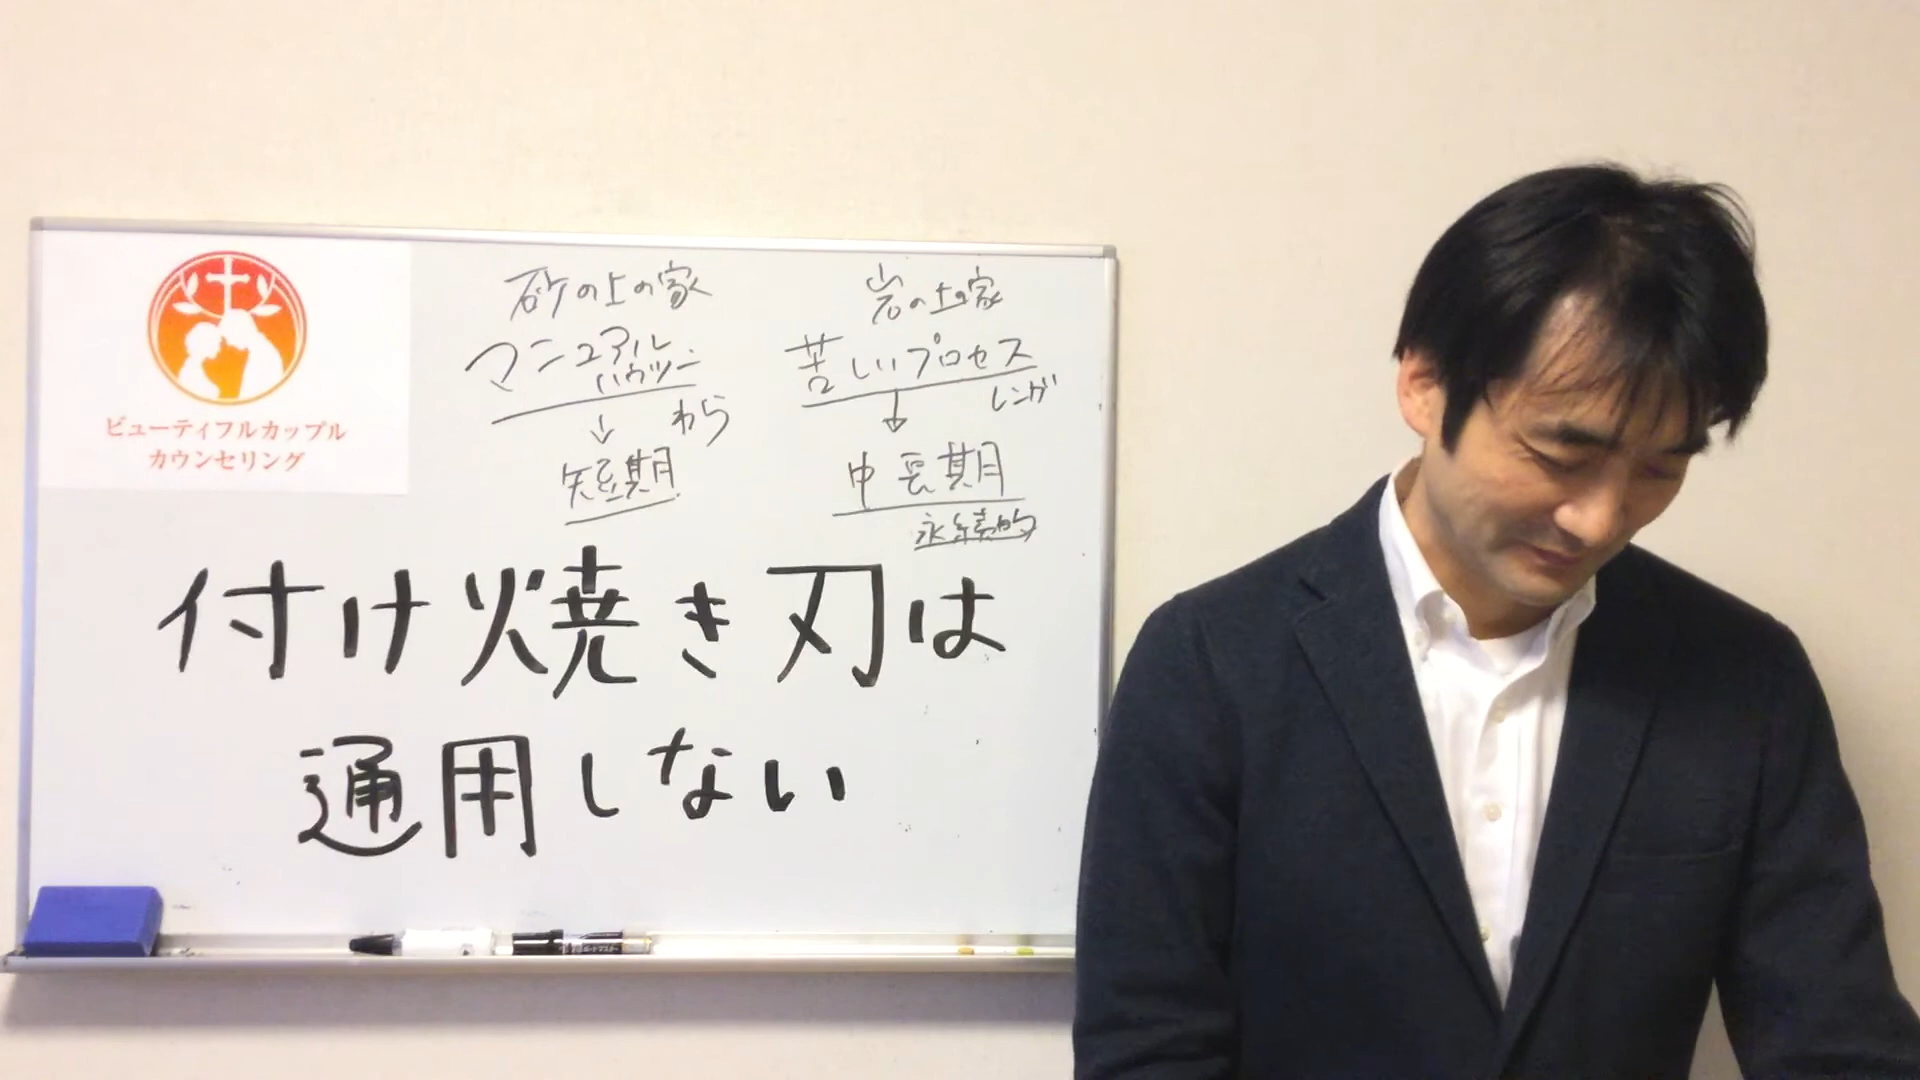 ビューティフルカップル
カウンセリング
砂の上の家
マニュアル
ハウツー
わら
短期
岩の上の家
苦しいプロセス
レンガ
中長期
永続的
付け焼き刃は
通用しない